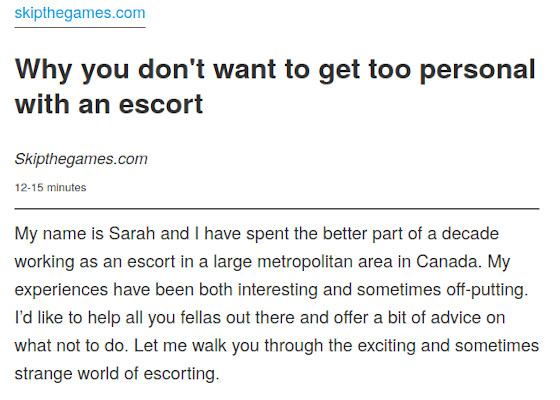 skipthegames.com
Why you don't want to get too personal
with an escort
Skipthegames.com
12-15 minutes
My name is Sarah and I have spent the better part of a decade
working as an escort in a large metropolitan area in Canada. My
experiences have been both interesting and sometimes off-putting.
I’d like to help all you fellas out there and offer a bit of advice on
what not to do. Let me walk you through the exciting and sometimes
strange world of escorting.